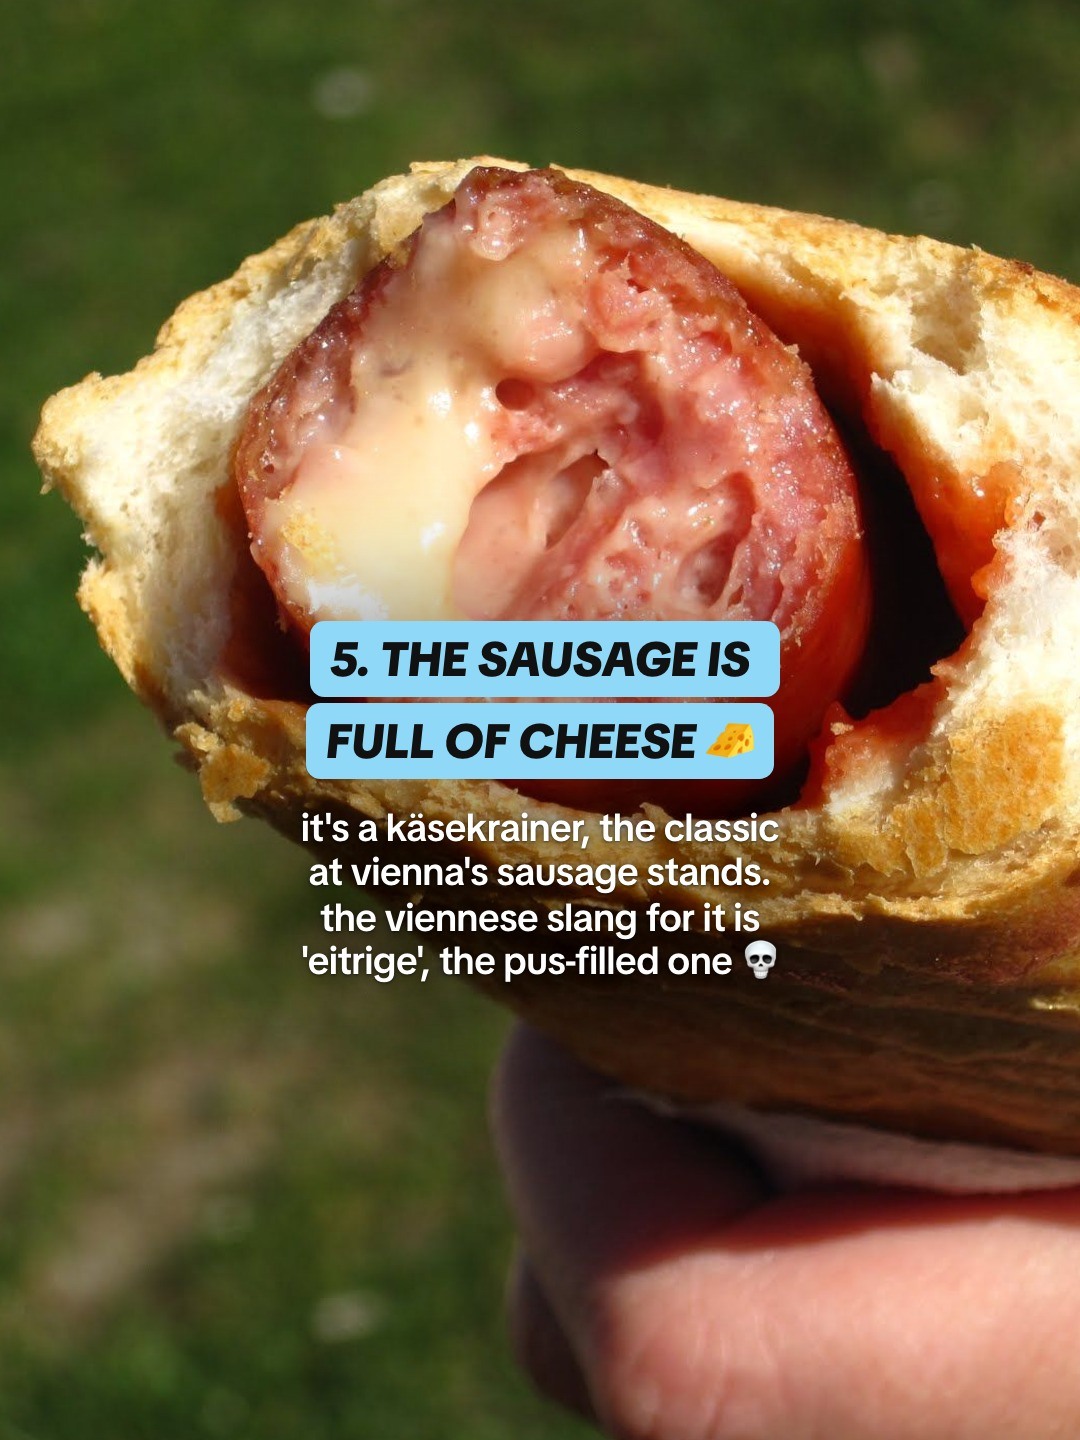 5. THE SAUSAGE IS
FULL OF CHEESE 🧀
it's a käsekrainer, the classic
at vienna's sausage stands.
the viennese slang for it is
'eitrige', the pus-filled one 💀